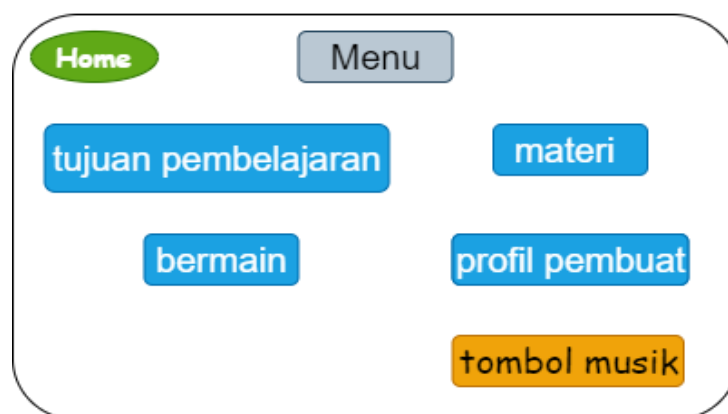 Home
Menu
tujuan pembelajaran
materi
bermain
profil pembuat
tombol musik